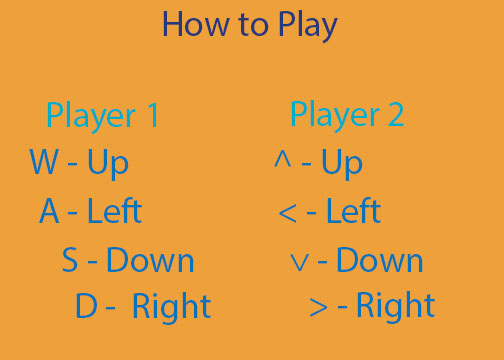 How to Play
Player 1
W - Up
A - Left
S - Down
D - Right
Player 2
^ - Up
< - Left
v - Down
> - Right